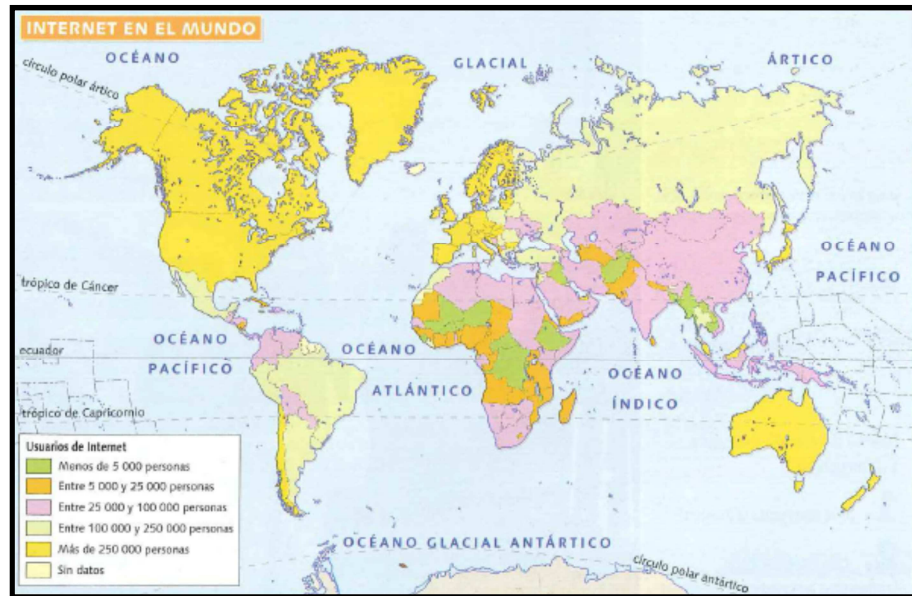 INTERNET EN EL MUNDO
OCÉANO
GLACIAL
ÁRTICO
círculo polar ártico
OCÉANO
PACÍFICO
trópico de Cáncer
OCÉANO
PACÍFICO
ecuador
OCÉANO
ATLÁNTICO
OCÉANO
ÍNDICO
trópico de Capricornio
Usuarios de Internet
Menos de 5 000 personas
Entre 5 000 y 25 000 personas
Entre 25 000 y 100 000 personas
Entre 100 000 y 250 000 personas
Más de 250 000 personas
Sin datos
OCÉANO GLACIAL ANTÁRTICO
círculo polar antártico